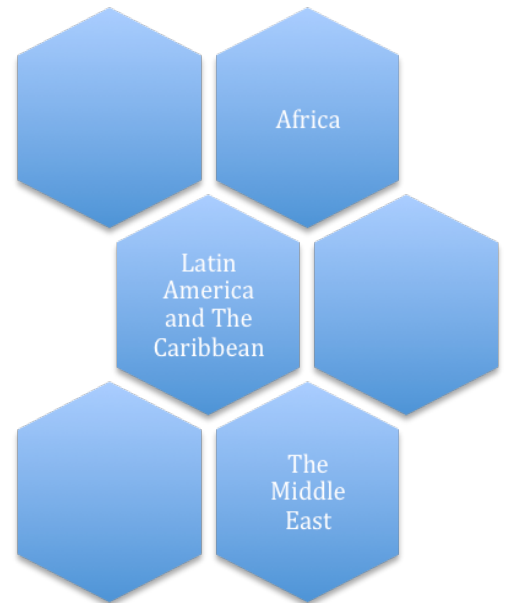 Africa
Latin
America
and The
Caribbean
The
Middle
East